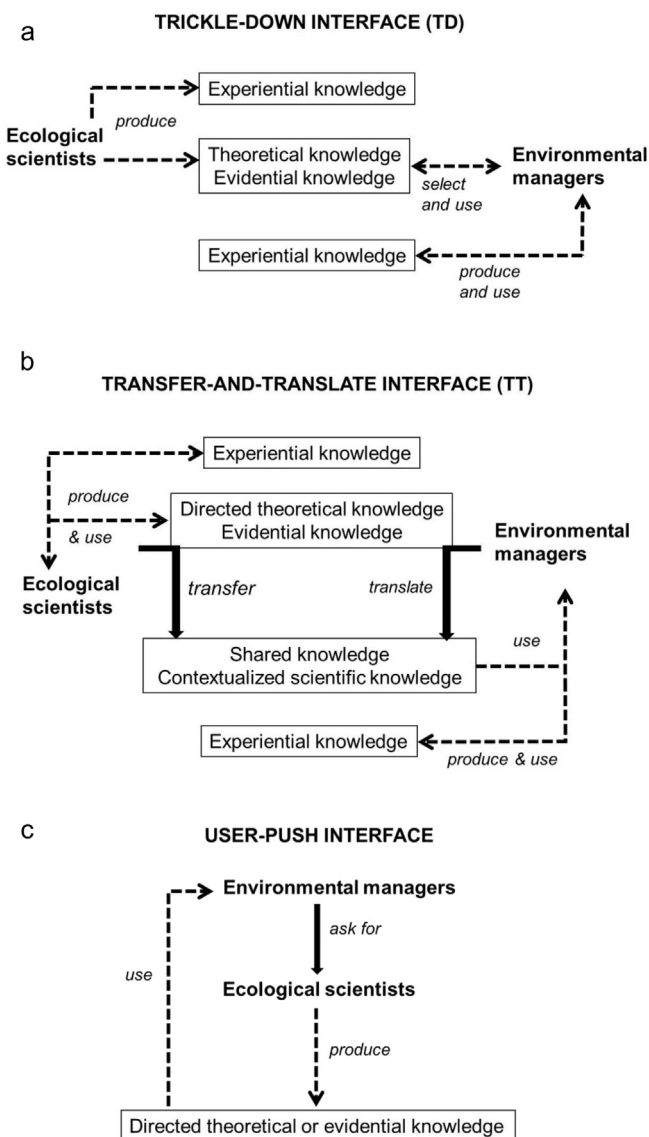 a
TRICKLE-DOWN INTERFACE (TD)
Experiential knowledge
produce
Ecological
scientists
Theoretical knowledge
Evidential knowledge
select
and use
Environmental
managers
Experiential knowledge
produce
and use
b
TRANSFER-AND-TRANSLATE INTERFACE (TT)
Experiential knowledge
produce
& use
Directed theoretical knowledge
Evidential knowledge
Environmental
managers
Ecological
scientists
transfer
translate
use
Shared knowledge
Contextualized scientific knowledge
Experiential knowledge
produce & use
c
USER-PUSH INTERFACE
Environmental managers
ask for
use
Ecological scientists
produce
Directed theoretical or evidential knowledge